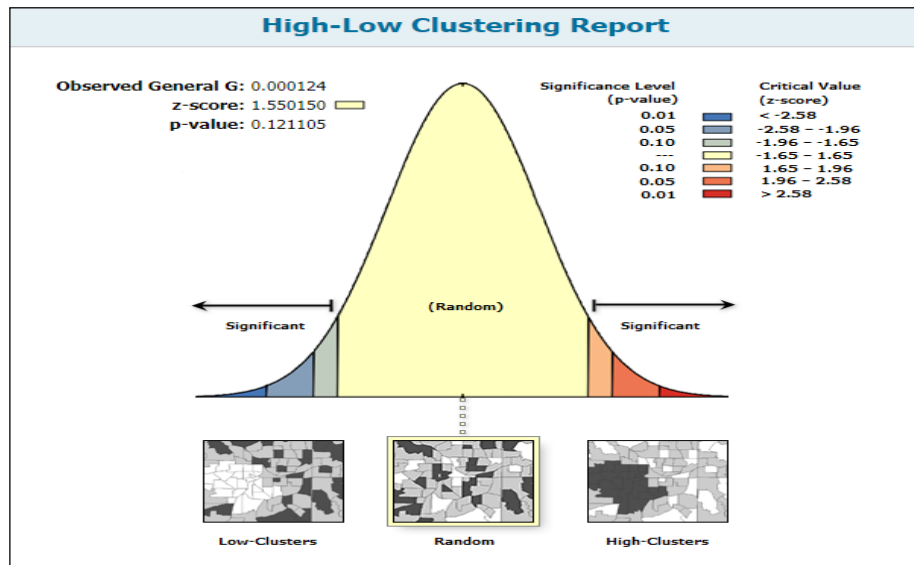 High-Low Clustering Report
Observed General G: 0.000124
z-score: 1.550150
p-value: 0.121105
Significance Level
(p-value)
Critical Value
(z-score)
0.01 < -2.58
0.05 -2.58 – -1.96
0.10 -1.96 – -1.65
--- -1.65 – 1.65
0.10 1.65 – 1.96
0.05 1.96 – 2.58
0.01 > 2.58
(Random)
Significant
Significant
Low-Clusters
Random
High-Clusters